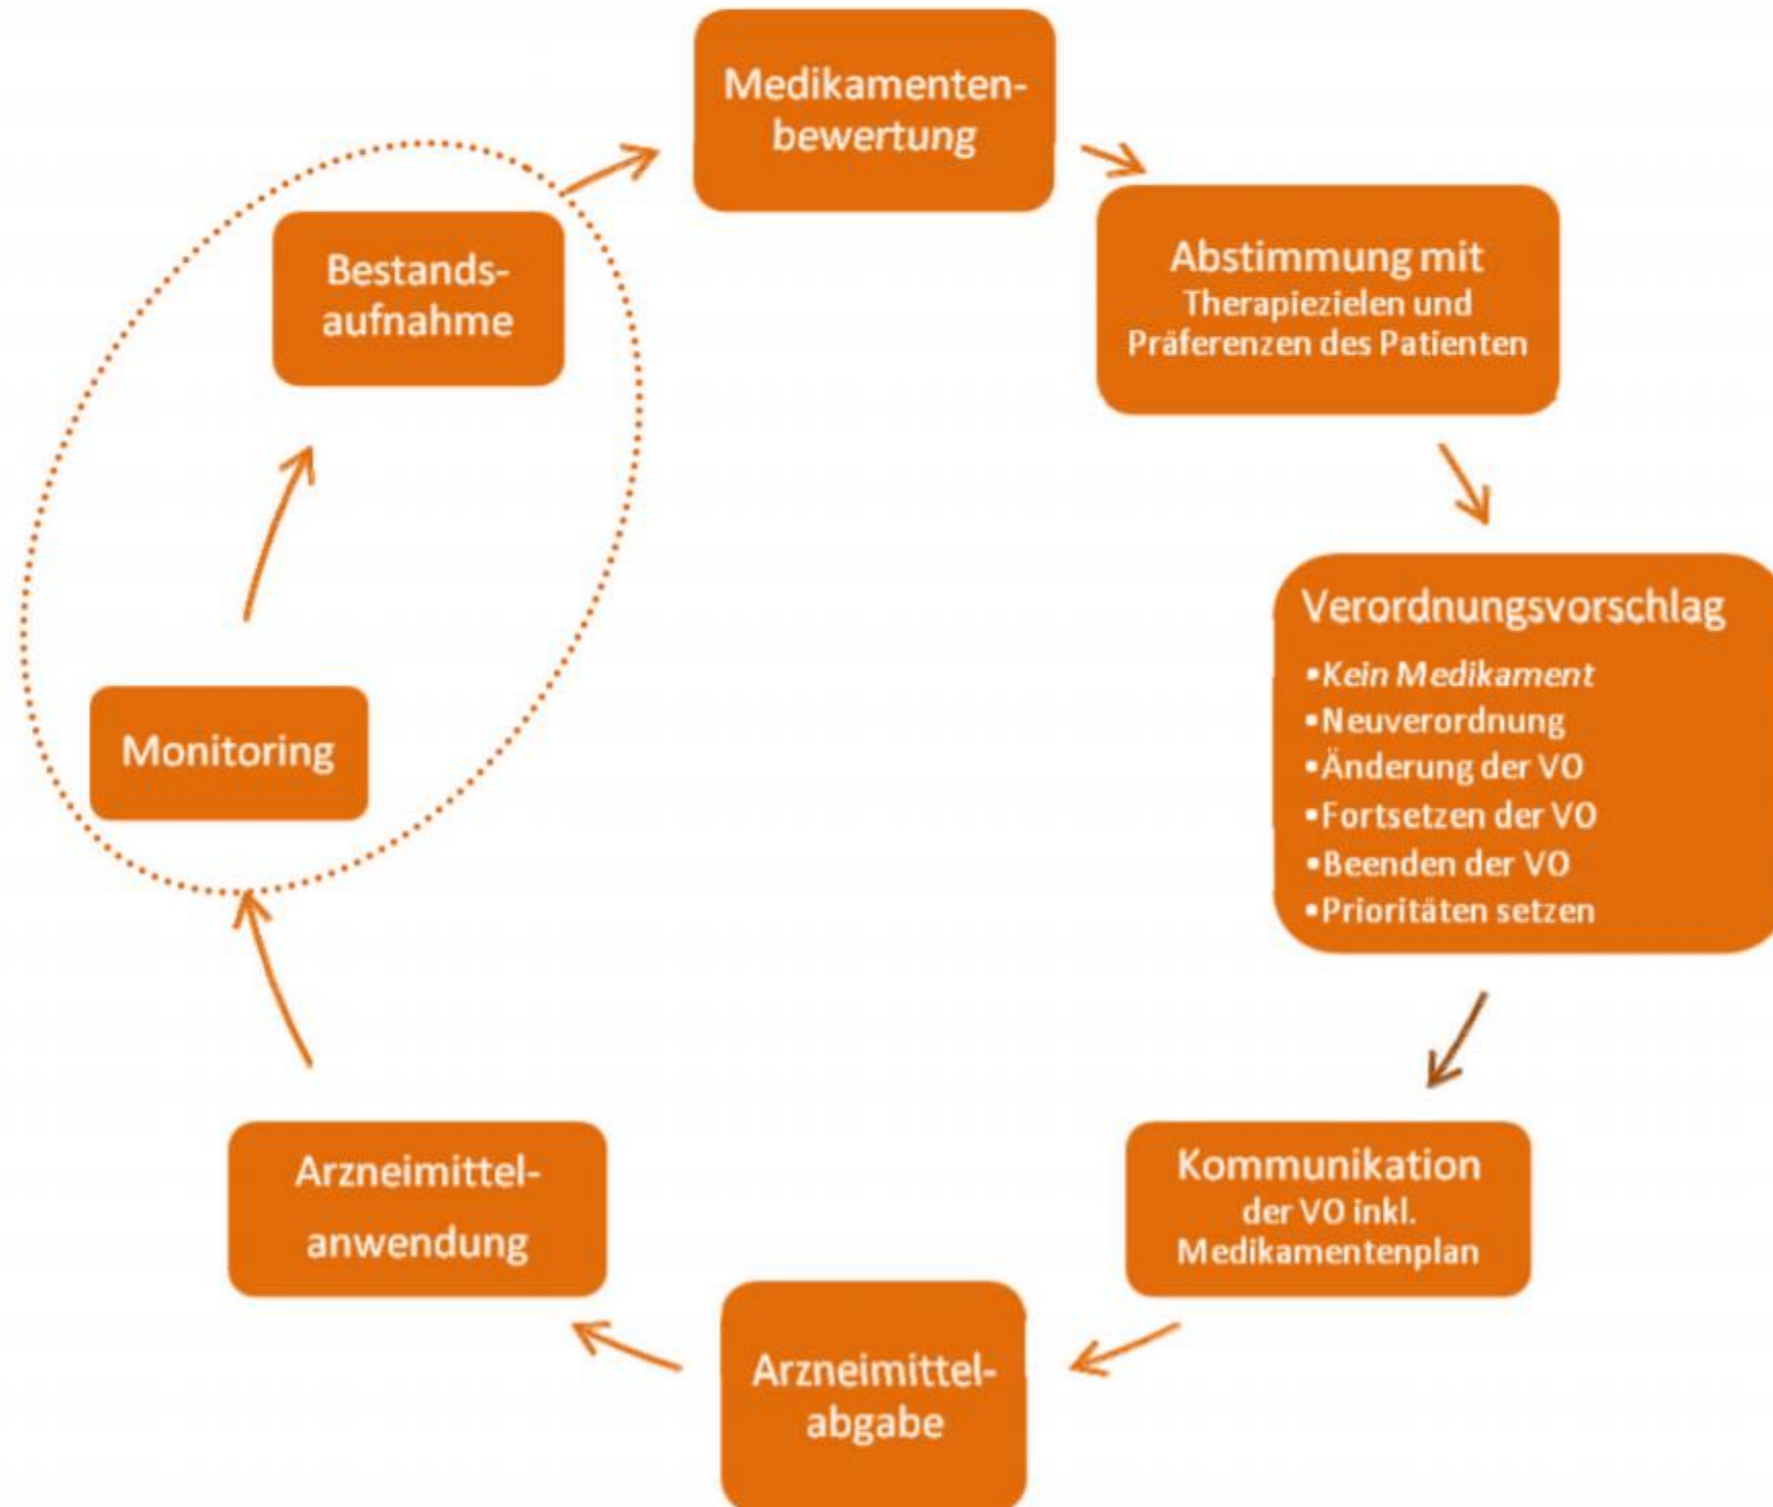 Medikamenten-
bewertung
Abstimmung mit
Therapiezielen und
Präferenzen des Patienten
Verordnungsvorschlag
▪Kein Medikament
▪Neuverordnung
▪Änderung der VO
▪Fortsetzen der VO
▪Beenden der VO
▪Prioritäten setzen
Kommunikation
der VO inkl.
Medikamentenplan
Arzneimittel-
abgabe
Arzneimittel-
anwendung
Monitoring
Bestands-
aufnahme